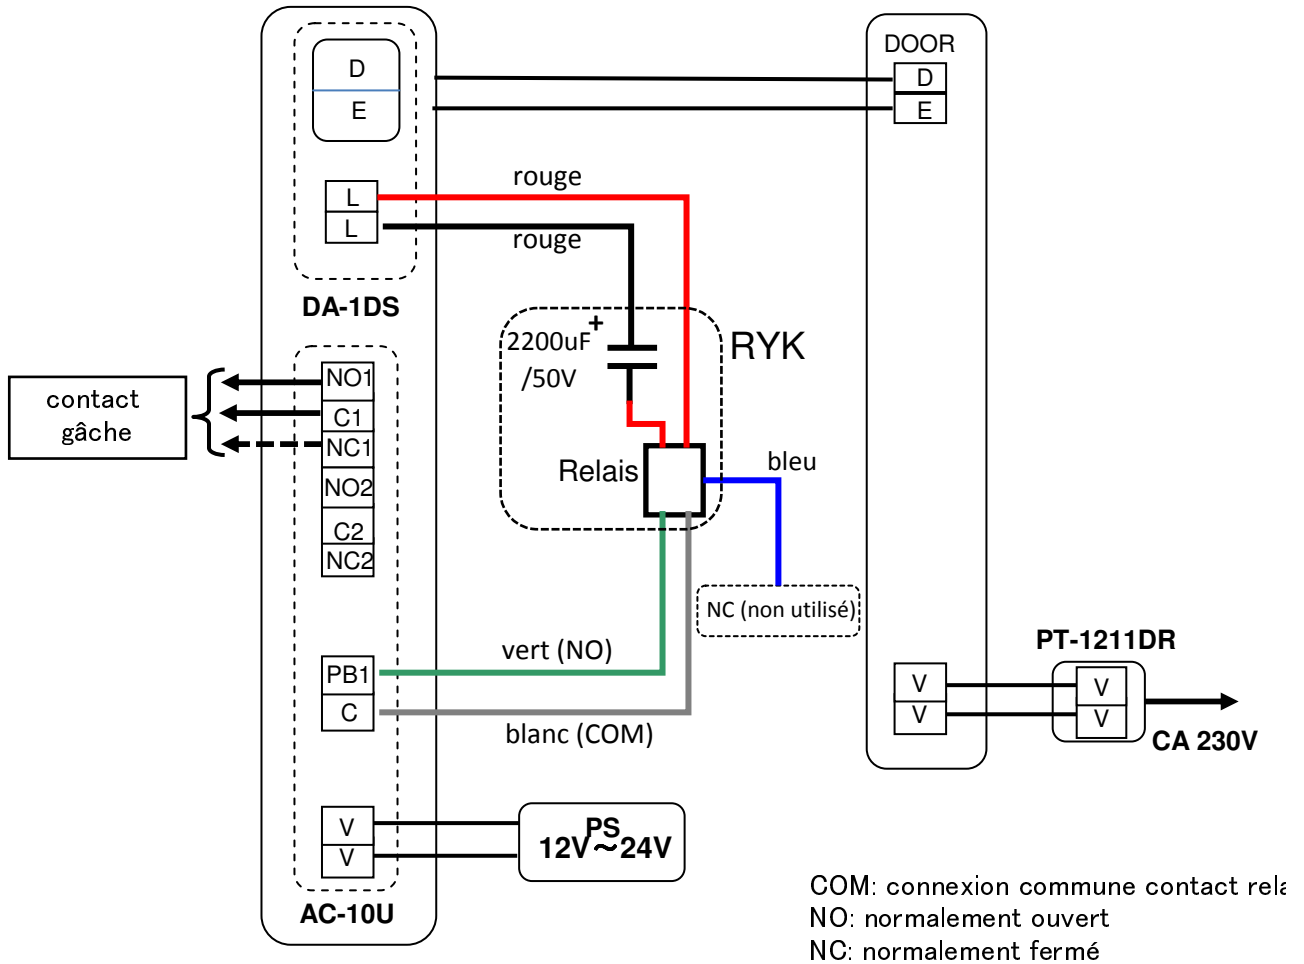 DOOR
D
E
D
E
rouge
L
L
rouge
DA-1DS
+
2200uF
/50V
RYK
NO1
C1
NC1
NO2
C2
NC2
contact
gâche
Relais
bleu
NC (non utilisé)
vert (NO)
PB1
C
blanc (COM)
PT-1211DR
V
V
V
V
CA 230V
V
V
PS
12V～24V
AC-10U
COM: connexion commune contact rela
NO: normalement ouvert
NC: normalement fermé